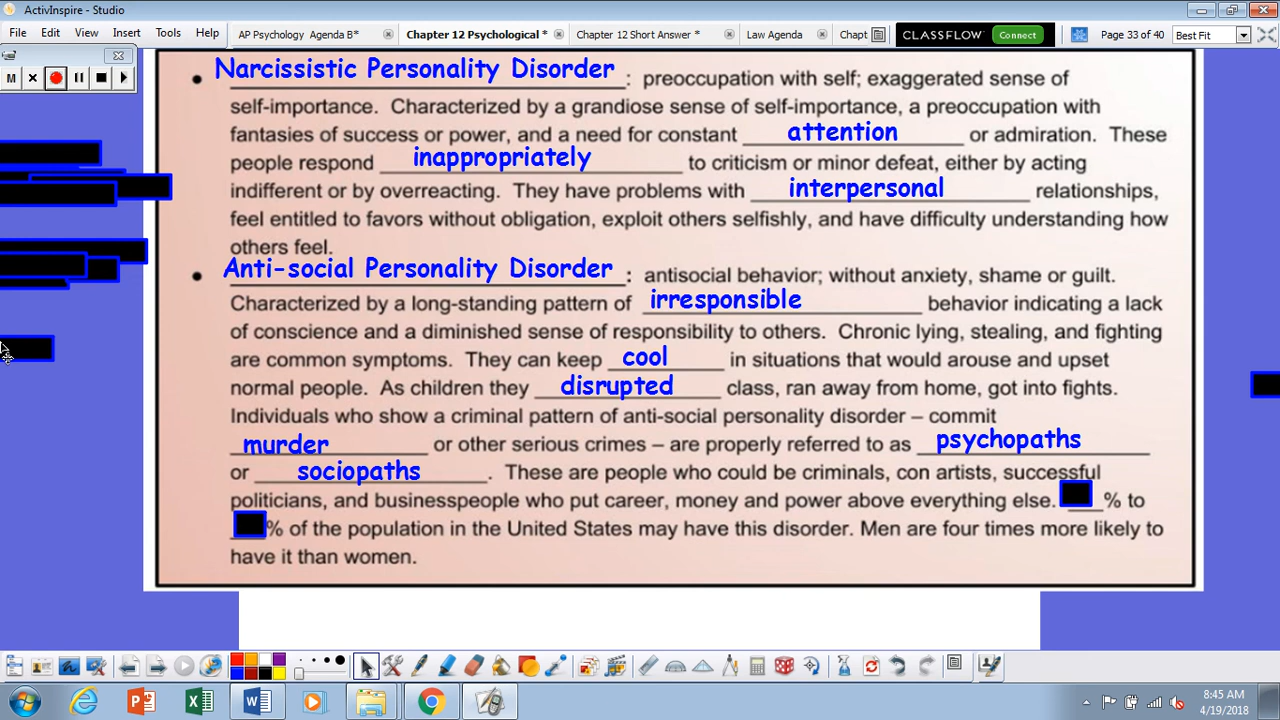 ActivInspire - Studio
File Edit View Insert Tools Help AP Psychology Agenda B* Chapter 12 Psychological * Chapter 12 Short Answer * Law Agenda Chapt CLASSFLOW Connect Page 33 of 40 Best Fit
M
• Narcissistic Personality Disorder : preoccupation with self; exaggerated sense of
self-importance. Characterized by a grandiose sense of self-importance, a preoccupation with
fantasies of success or power, and a need for constant attention or admiration. These
people respond inappropriately to criticism or minor defeat, either by acting
indifferent or by overreacting. They have problems with interpersonal relationships,
feel entitled to favors without obligation, exploit others selfishly, and have difficulty understanding how
others feel.
• Anti-social Personality Disorder : antisocial behavior; without anxiety, shame or guilt.
Characterized by a long-standing pattern of irresponsible behavior indicating a lack
of conscience and a diminished sense of responsibility to others. Chronic lying, stealing, and fighting
are common symptoms. They can keep cool in situations that would arouse and upset
normal people. As children they disrupted class, ran away from home, got into fights.
Individuals who show a criminal pattern of anti-social personality disorder – commit
murder or other serious crimes – are properly referred to as psychopaths
or sociopaths. These are people who could be criminals, con artists, successful
politicians, and businesspeople who put career, money and power above everything else. % to
% of the population in the United States may have this disorder. Men are four times more likely to
have it than women.
8:45 AM
4/19/2018